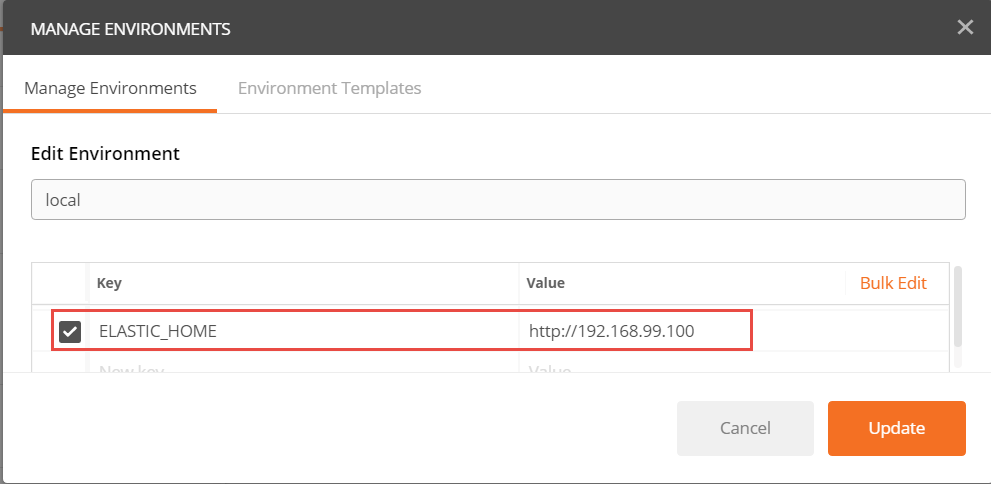 MANAGE ENVIRONMENTS
Manage Environments Environment Templates
Edit Environment
local
Key Value Bulk Edit
ELASTIC_HOME http://192.168.99.100
New key Value
Cancel Update